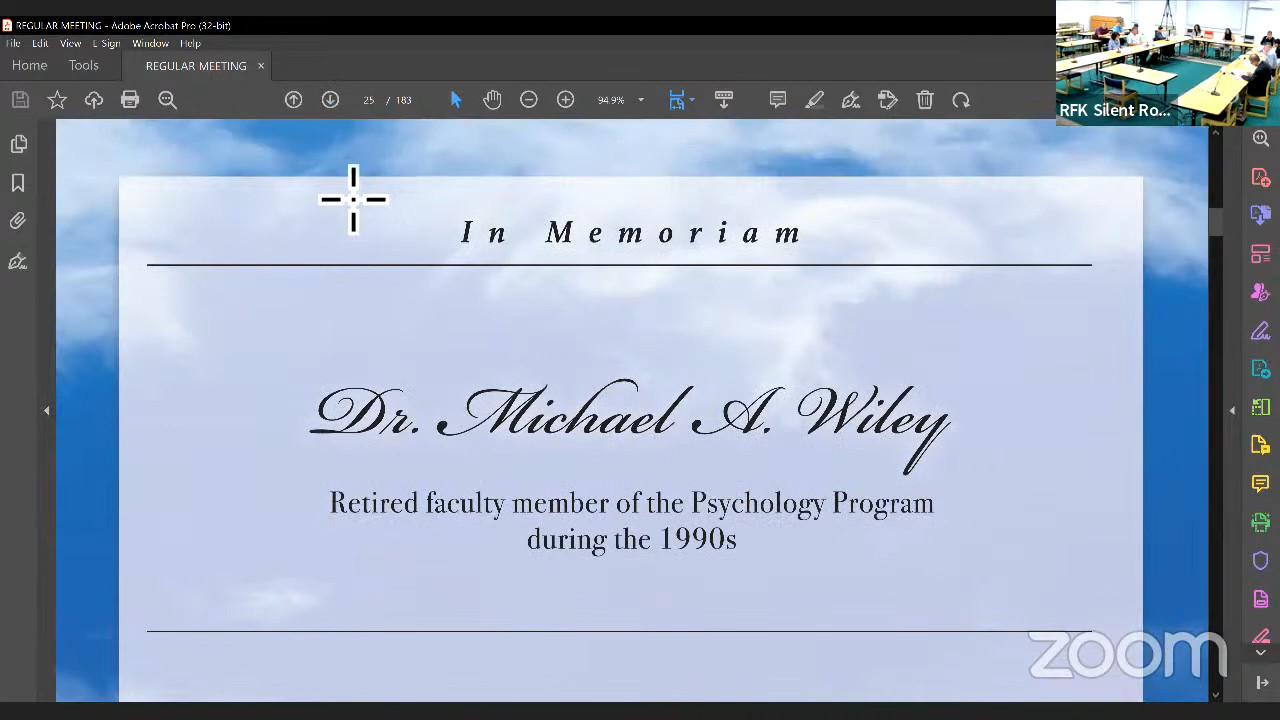 REGULAR MEETING - Adobe Acrobat Pro (32-bit)
File Edit View E-Sign Window Help
Home Tools REGULAR MEETING ×
25 / 183 94.9%
RFK Silent Ro...
In Memoriam
Dr. Michael A. Wiley
Retired faculty member of the Psychology Program
during the 1990s
zoom